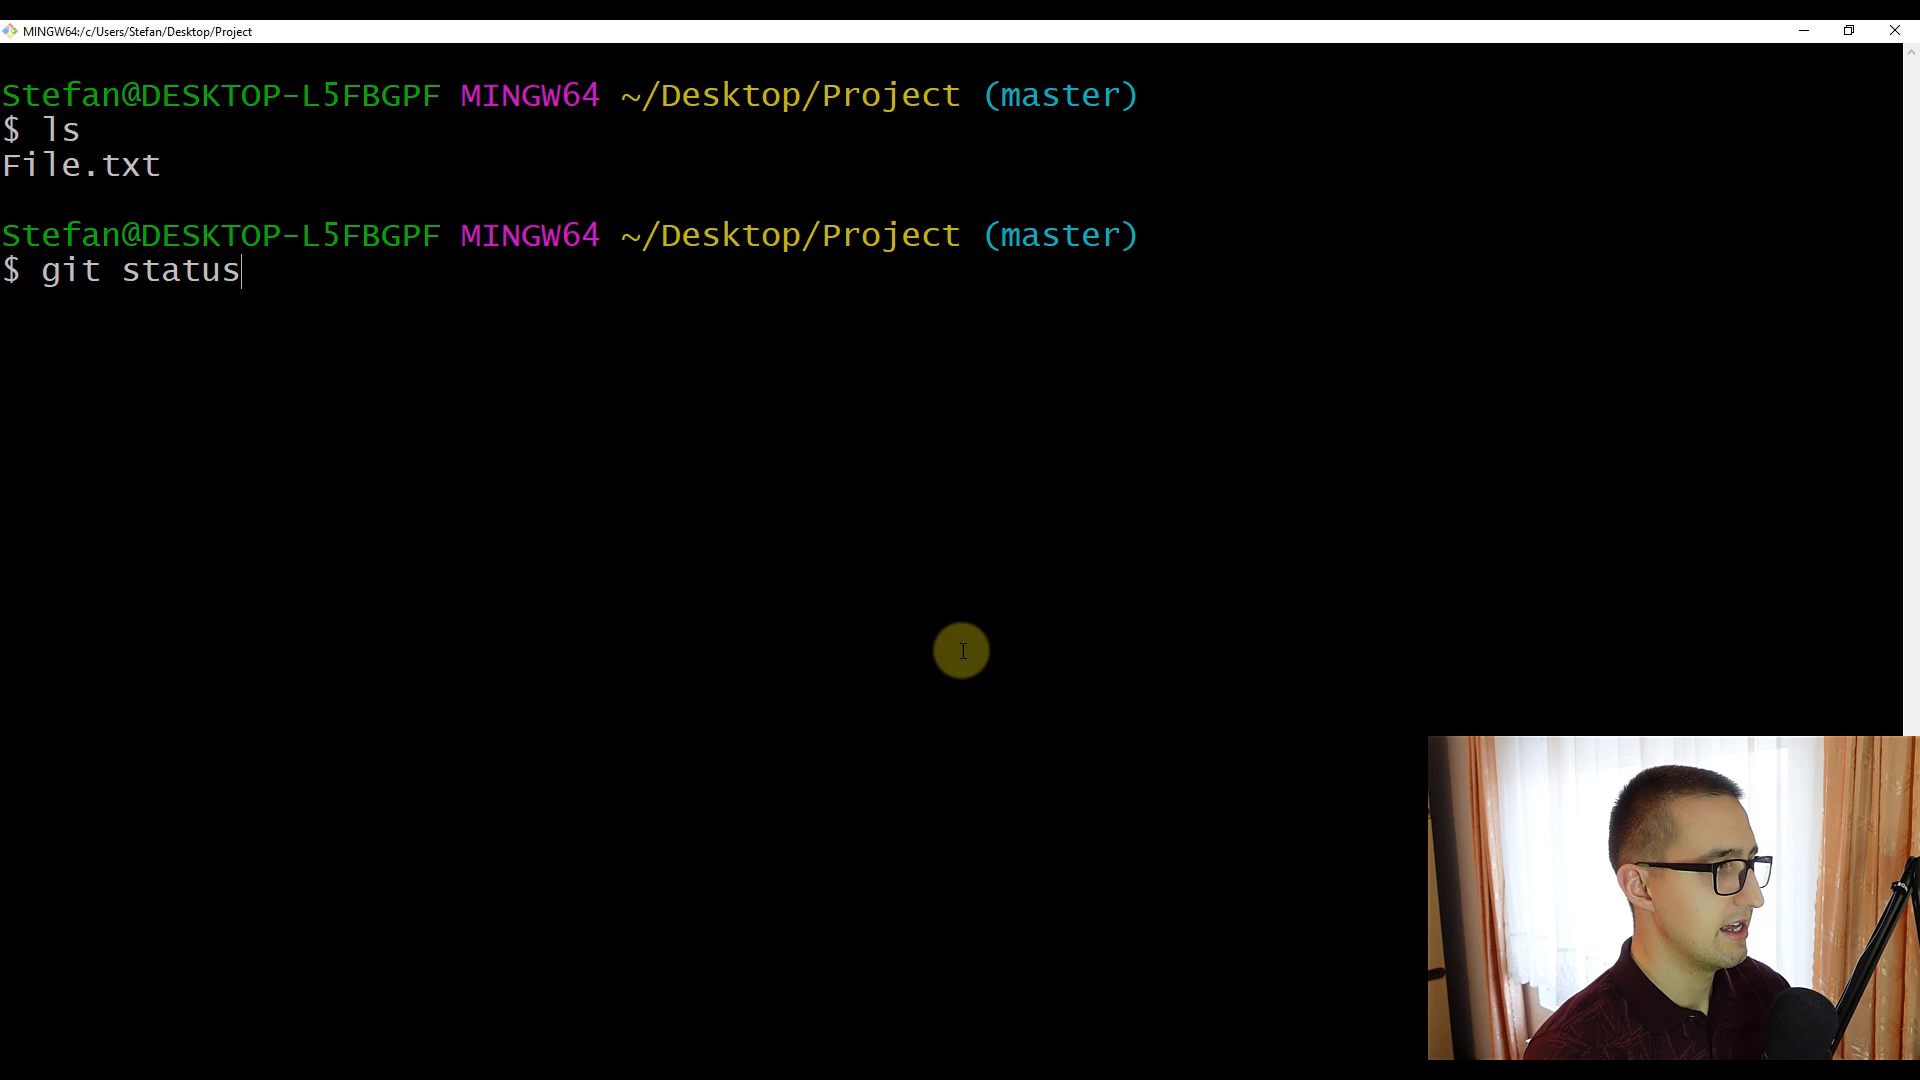 MINGW64:/c/Users/Stefan/Desktop/Project
Stefan@DESKTOP-L5FBGPF MINGW64 ~/Desktop/Project (master)
$ ls
File.txt
Stefan@DESKTOP-L5FBGPF MINGW64 ~/Desktop/Project (master)
$ git status